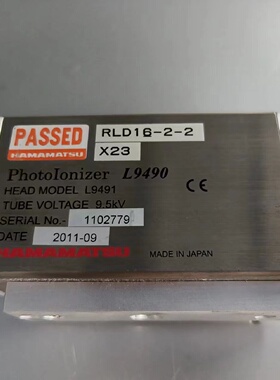 PASSED
HAMAMATSU
RLD16-2-2
X23
PhotoIonizer L9490
HEAD MODEL L9491
TUBE VOLTAGE 9.5kV
CE
SERIAL No.- 1102779
DATE 2011-09
MADE IN JAPAN
HAMAMATSU